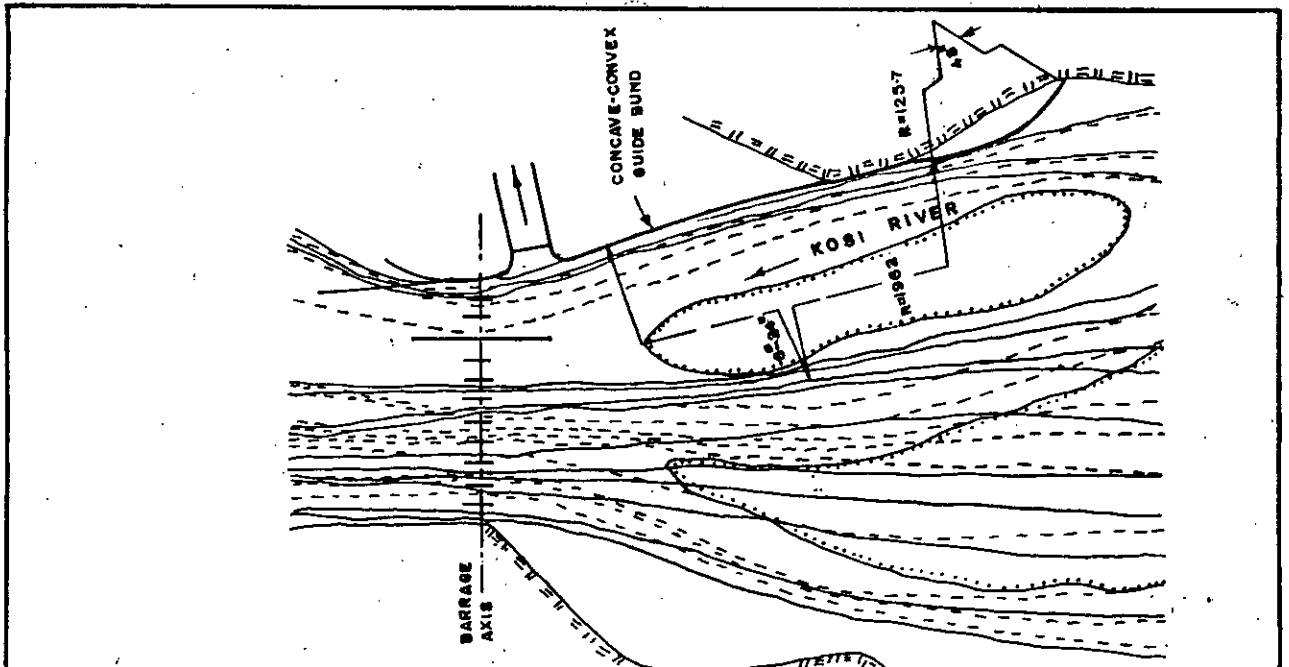 CONCAVE-CONVEX
GUIDE BUND
R=125·7
KOSI RIVER
R=1962
BARRAGE
AXIS